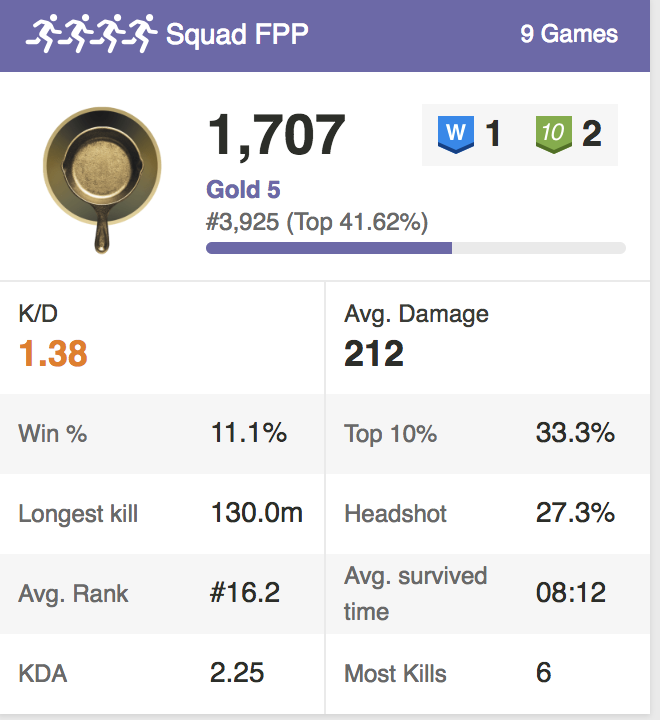 Squad FPP 9 Games
1,707 W 1 10 2
Gold 5
#3,925 (Top 41.62%)
K/D Avg. Damage
1.38 212
Win % 11.1% Top 10% 33.3%
Longest kill 130.0m Headshot 27.3%
Avg. Rank #16.2 Avg. survived
time 08:12
KDA 2.25 Most Kills 6